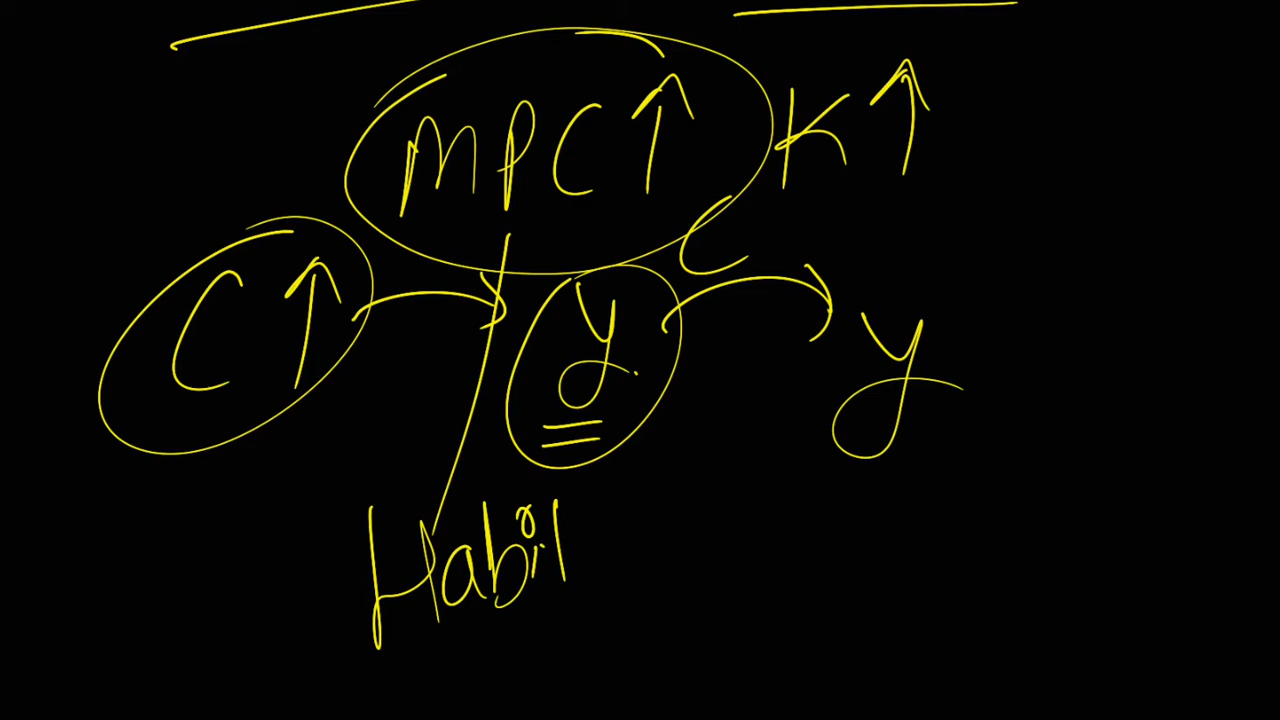 MPC↑ K↑
C↑ → y → y
Habil